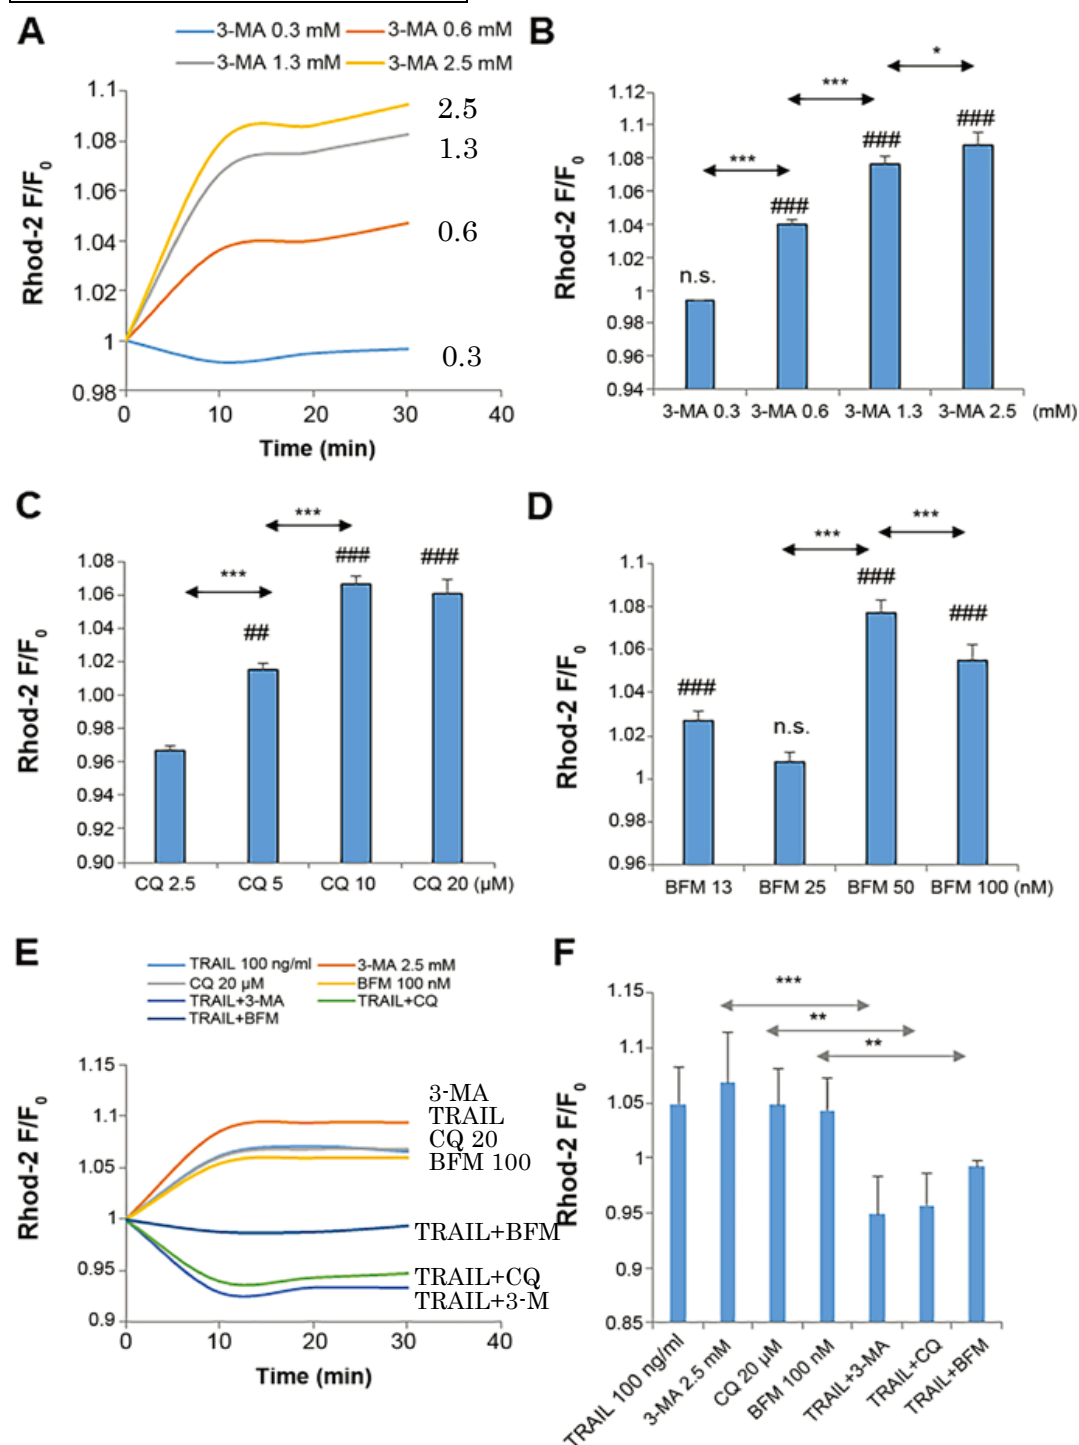 A
3-MA 0.3 mM 3-MA 0.6 mM
3-MA 1.3 mM 3-MA 2.5 mM
Rhod-2 F/F0
1.1
1.08
1.06
1.04
1.02
1
0.98
0 10 20 30 40
Time (min)
2.5
1.3
0.6
0.3
B
Rhod-2 F/F0
1.12
1.1
1.08
1.06
1.04
1.02
1
0.98
0.96
0.94
n.s.
***
###
***
###
*
###
3-MA 0.3 3-MA 0.6 3-MA 1.3 3-MA 2.5 (mM)
C
Rhod-2 F/F0
1.08
1.06
1.04
1.02
1.00
0.98
0.96
0.94
0.92
0.90
***
##
***
###
###
CQ 2.5 CQ 5 CQ 10 CQ 20 (µM)
D
Rhod-2 F/F0
1.1
1.08
1.06
1.04
1.02
1
0.98
0.96
###
n.s.
***
###
***
###
BFM 13 BFM 25 BFM 50 BFM 100 (nM)
E
TRAIL 100 ng/ml 3-MA 2.5 mM
CQ 20 µM BFM 100 nM
TRAIL+3-MA TRAIL+CQ
TRAIL+BFM
Rhod-2 F/F0
1.15
1.1
1.05
1
0.95
0.9
0 10 20 30 40
Time (min)
3-MA
TRAIL
CQ 20
BFM 100
TRAIL+BFM
TRAIL+CQ
TRAIL+3-M
F
Rhod-2 F/F0
1.15
1.1
1.05
1
0.95
0.9
0.85
***
**
**
TRAIL 100 ng/ml
3-MA 2.5 mM
CQ 20 µM
BFM 100 nM
TRAIL+3-MA
TRAIL+CQ
TRAIL+BFM